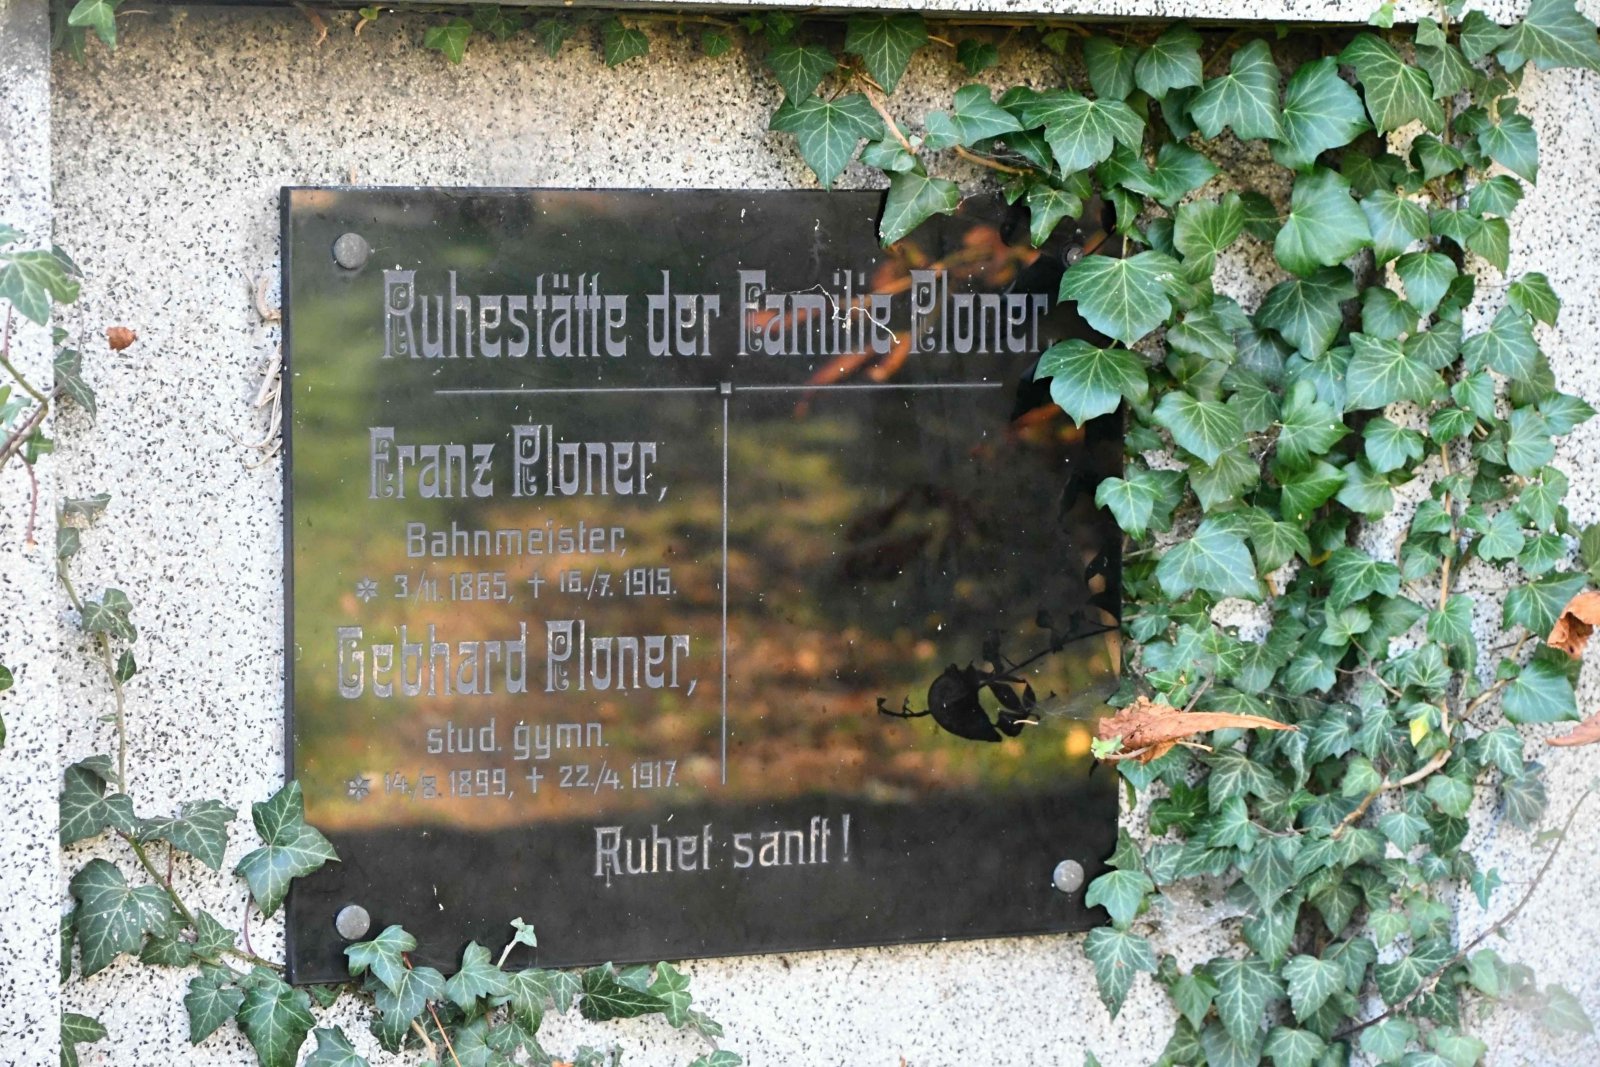 Ruhestätte der Familie Ploner.
Franz Ploner,
Bahnmeister,
* 3./11. 1865, † 16./7. 1915.
Gebhard Ploner,
stud. gymn.
* 14./8. 1899, † 22./4. 1917.
Ruhet sanft!